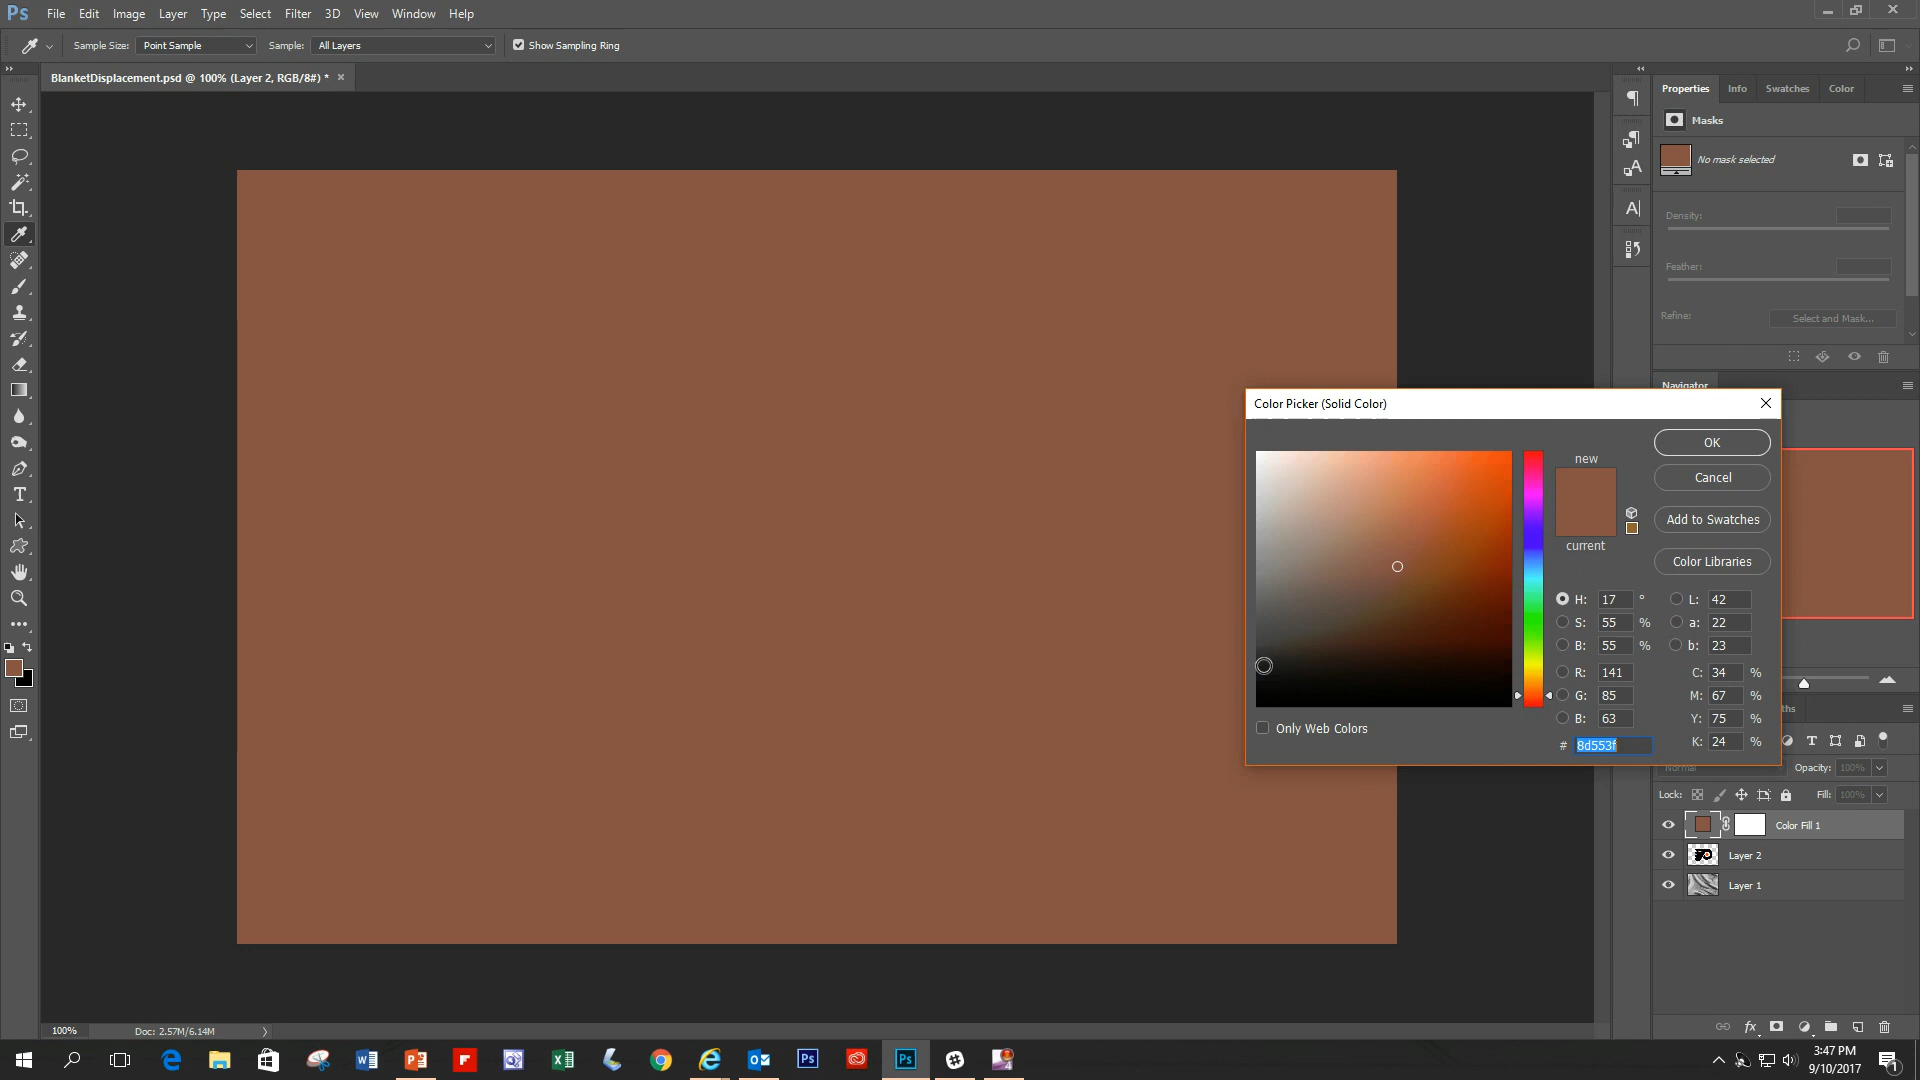 Ps File Edit Image Layer Type Select Filter 3D View Window Help
Sample Size: Point Sample Sample: All Layers Show Sampling Ring
BlanketDisplacement.psd @ 100% (Layer 2, RGB/8#) * ×
Properties Info Swatches Color
Masks
No mask selected
Density:
Feather:
Refine: Select and Mask...
Navigator
Color Picker (Solid Color)
OK
new
Cancel
Add to Swatches
current
Color Libraries
H: 17 ° L: 42
S: 55 % a: 22
B: 55 % b: 23
R: 141 C: 34 %
G: 85 M: 67 %
B: 63 Y: 75 %
# 8d553f K: 24 %
Only Web Colors
ths
Normal Opacity: 100%
Lock: Fill: 100%
Color Fill 1
Layer 2
Layer 1
fx
100% Doc: 2.57M/6.14M
3:47 PM
9/10/2017